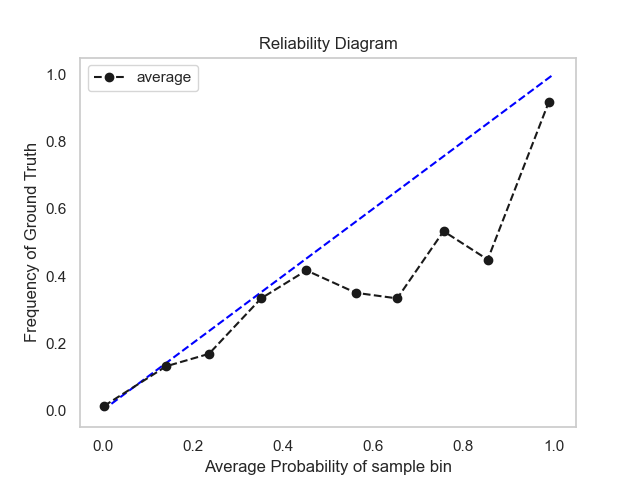 Reliability Diagram
average
Frequency of Ground Truth
1.0
0.8
0.6
0.4
0.2
0.0
0.0 0.2 0.4 0.6 0.8 1.0
Average Probability of sample bin